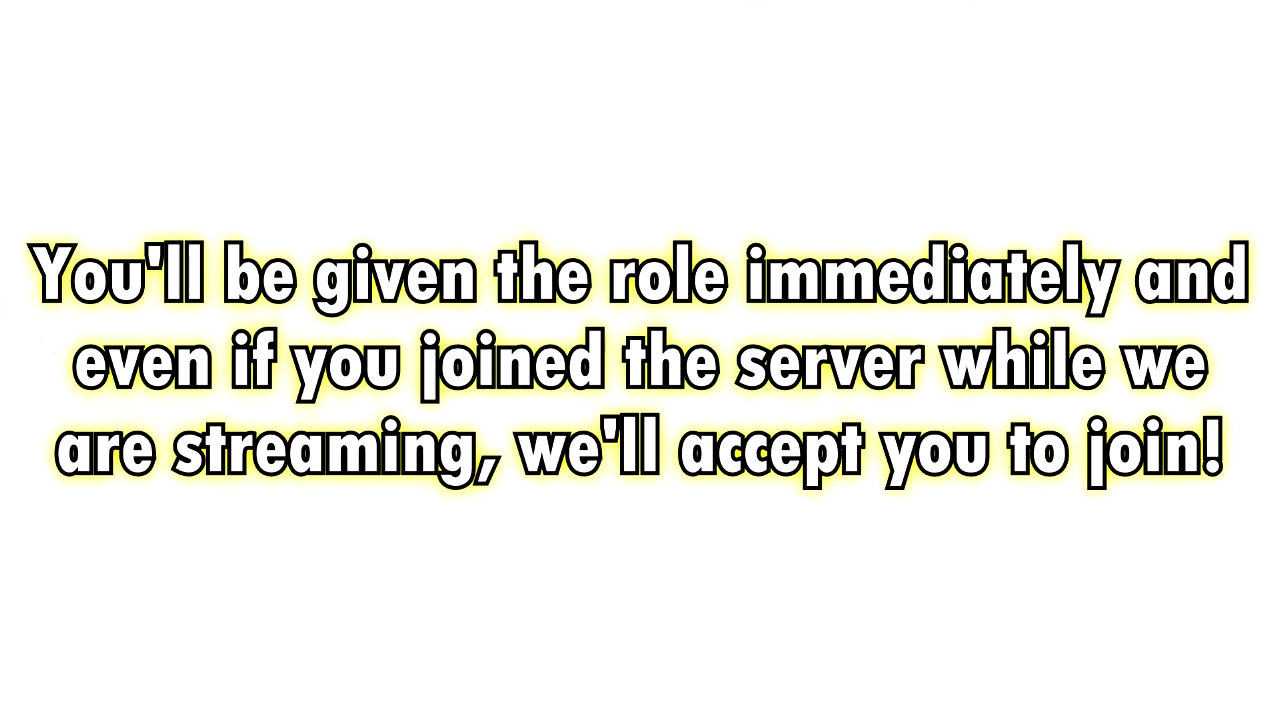 You'll be given the role immediately and
even if you joined the server while we
are streaming, we'll accept you to join!